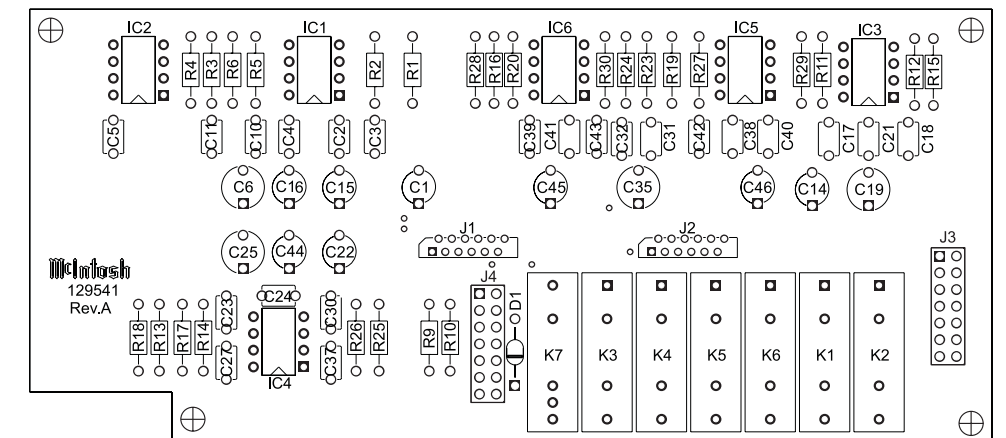 IC2 IC1 IC6 IC5 IC3
R4 R3 R6 R5 R2 R1 R28 R16 R20 R30 R24 R23 R19 R27 R29 R11 R12 R15
C5 C11 C10 C4 C2 C3 C39 C41 C43 C32 C31 C42 C38 C40 C17 C21 C18
C6 C16 C15 C1 C45 C35 C46 C14 C19
J1 J2 J3
C25 C44 C22
McIntosh
129541
Rev.A
J4
C23 C24 C30 D1
R18 R13 R17 R14 R26 R25 R9 R10
K7 K3 K4 K5 K6 K1 K2
C27 C37
IC4